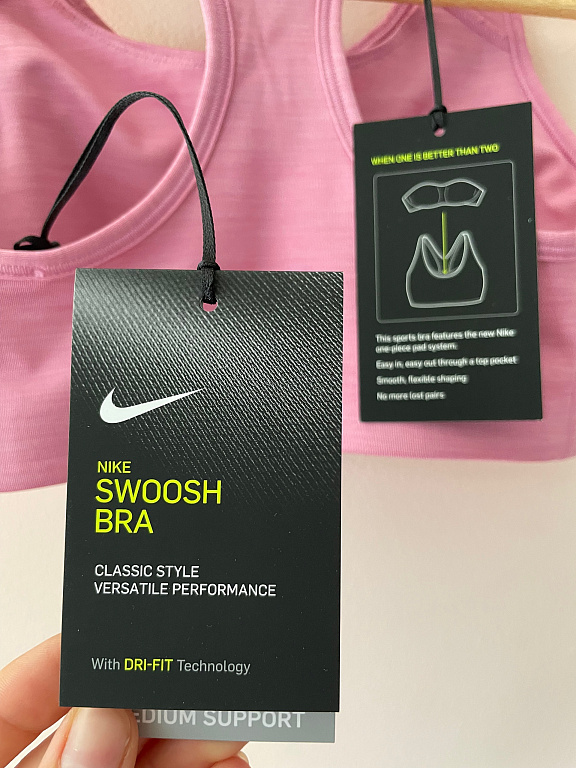 NIKE
SWOOSH
BRA
CLASSIC STYLE
VERSATILE PERFORMANCE
With DRI-FIT Technology
EDIUM SUPPORT
WHEN ONE IS BETTER THAN TWO
This sports bra features the new Nike
one-piece pad system.
Easy in, easy out through a top pocket
Smooth, flexible shaping
No more lost pairs